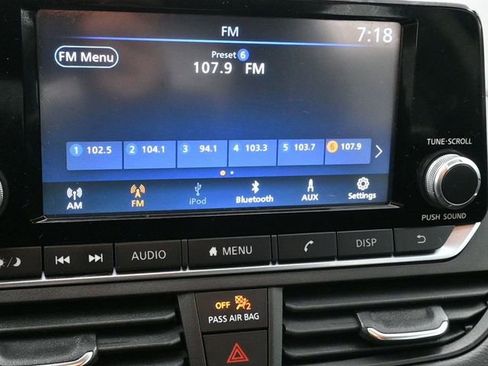 FM
7:18
FM Menu
Preset 6
107.9 FM
1 102.5 2 104.1 3 94.1 4 103.3 5 103.7 6 107.9
AM FM iPod Bluetooth AUX Settings
TUNE·SCROLL
PUSH SOUND
AUDIO MENU DISP
OFF 2
PASS AIR BAG